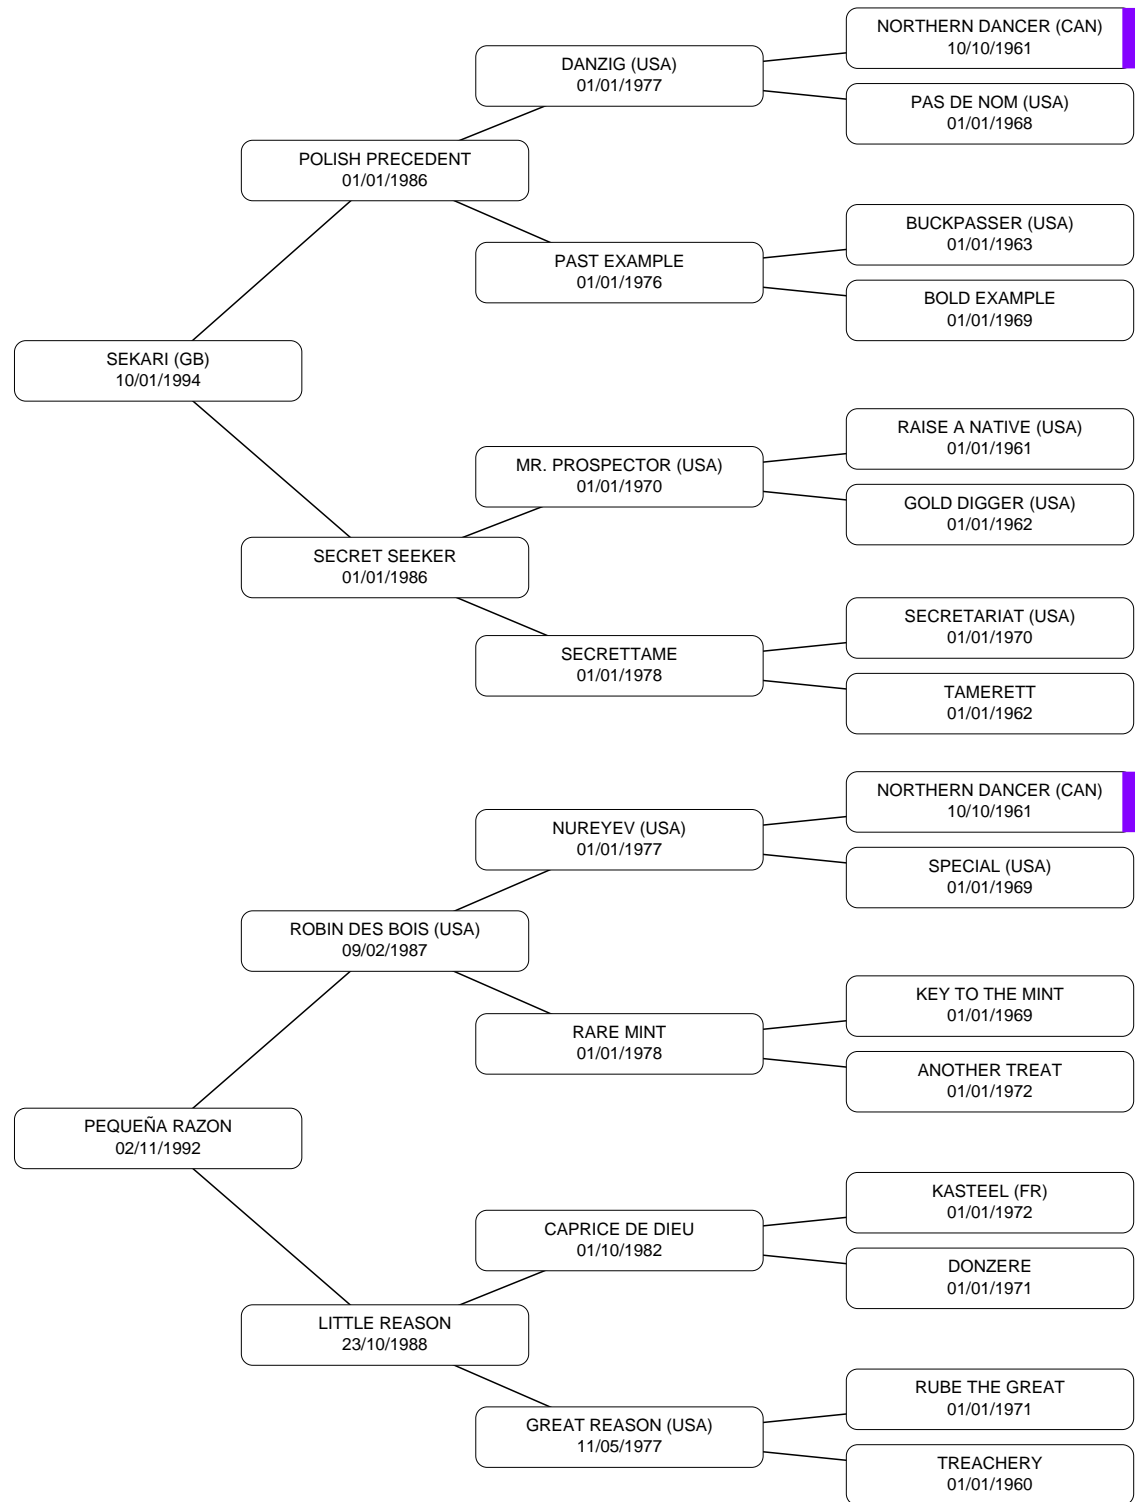 NORTHERN DANCER (CAN)
10/10/1961
DANZIG (USA)
01/01/1977
PAS DE NOM (USA)
01/01/1968
POLISH PRECEDENT
01/01/1986
BUCKPASSER (USA)
01/01/1963
PAST EXAMPLE
01/01/1976
BOLD EXAMPLE
01/01/1969
SEKARI (GB)
10/01/1994
RAISE A NATIVE (USA)
01/01/1961
MR. PROSPECTOR (USA)
01/01/1970
GOLD DIGGER (USA)
01/01/1962
SECRET SEEKER
01/01/1986
SECRETARIAT (USA)
01/01/1970
SECRETTAME
01/01/1978
TAMERETT
01/01/1962
NORTHERN DANCER (CAN)
10/10/1961
NUREYEV (USA)
01/01/1977
SPECIAL (USA)
01/01/1969
ROBIN DES BOIS (USA)
09/02/1987
KEY TO THE MINT
01/01/1969
RARE MINT
01/01/1978
ANOTHER TREAT
01/01/1972
PEQUEÑA RAZON
02/11/1992
KASTEEL (FR)
01/01/1972
CAPRICE DE DIEU
01/10/1982
DONZERE
01/01/1971
LITTLE REASON
23/10/1988
RUBE THE GREAT
01/01/1971
GREAT REASON (USA)
11/05/1977
TREACHERY
01/01/1960